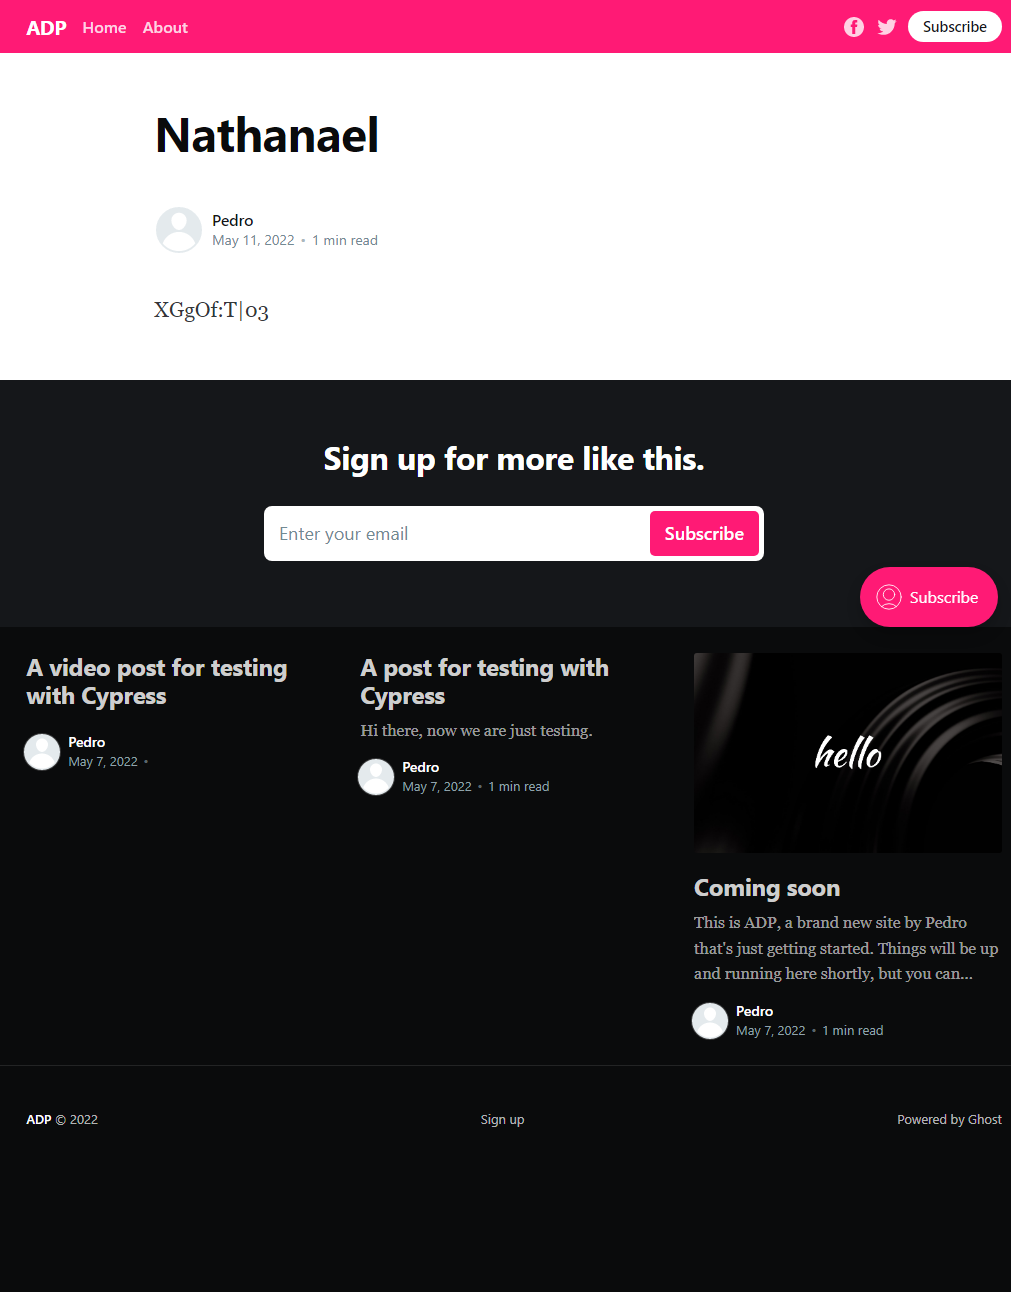 ADP Home About Subscribe
Nathanael
Pedro
May 11, 2022 • 1 min read
XGgOf:T|03
Sign up for more like this.
Enter your email Subscribe
Subscribe
A video post for testing
with Cypress
Pedro
May 7, 2022 •
A post for testing with
Cypress
Hi there, now we are just testing.
Pedro
May 7, 2022 • 1 min read
hello
Coming soon
This is ADP, a brand new site by Pedro
that's just getting started. Things will be up
and running here shortly, but you can...
Pedro
May 7, 2022 • 1 min read
ADP © 2022 Sign up Powered by Ghost